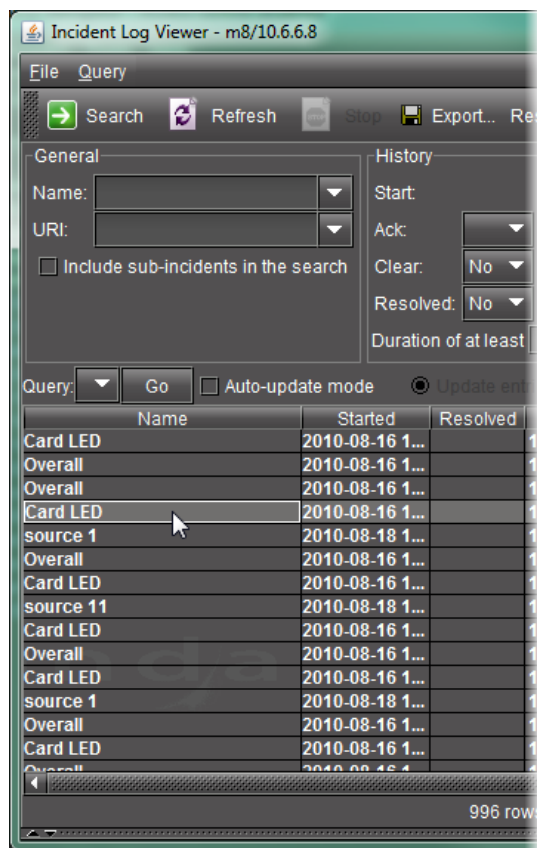 Incident Log Viewer - m8/10.6.6.8
File Query
Search Refresh Stop Export...
General
History
Name:
Start:
URI:
Ack:
Include sub-incidents in the search
Clear: No
Resolved: No
Duration of at least
Query: Go Auto-update mode Update
Name Started Resolved
Card LED 2010-08-16 1...
Overall 2010-08-16 1...
Overall 2010-08-16 1...
Card LED 2010-08-16 1...
source 1 2010-08-18 1...
Overall 2010-08-16 1...
Card LED 2010-08-16 1...
source 11 2010-08-18 1...
Card LED 2010-08-16 1...
Overall 2010-08-16 1...
Card LED 2010-08-16 1...
source 1 2010-08-18 1...
Overall 2010-08-16 1...
Card LED 2010-08-16 1...
Overall 2010-08-16 1...
996 rows